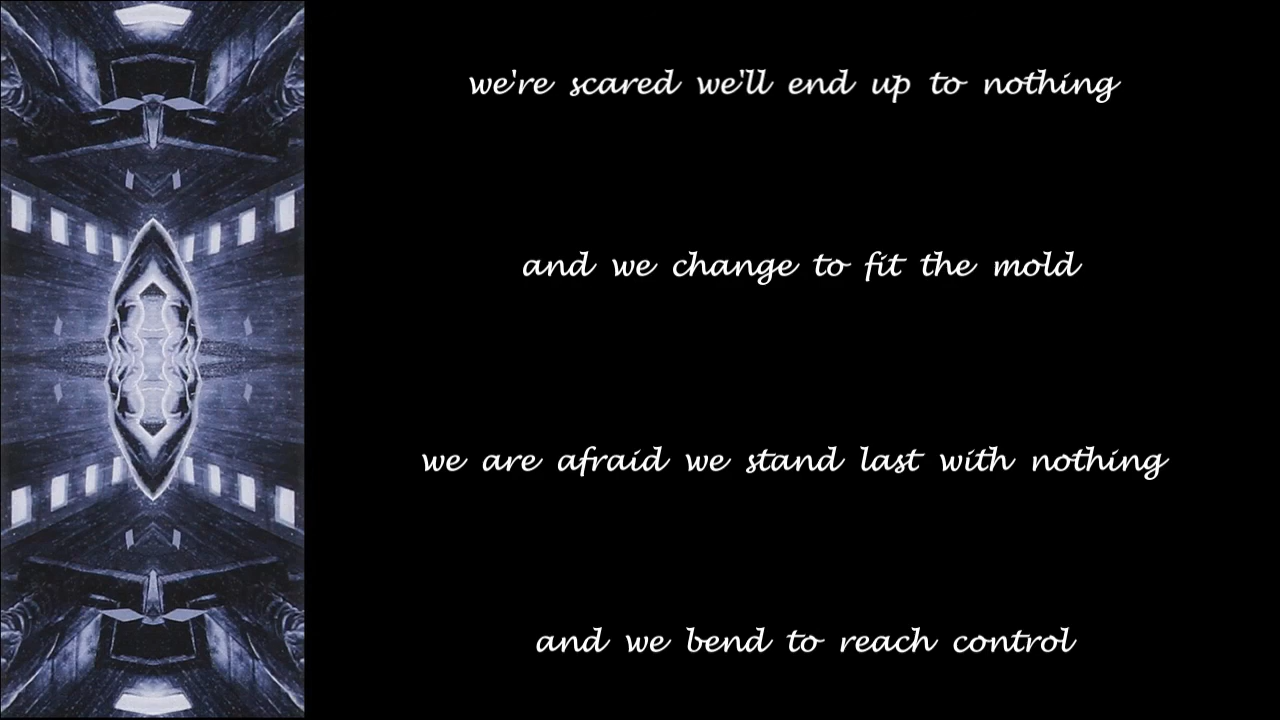 we're scared we'll end up to nothing
and we change to fit the mold
we are afraid we stand last with nothing
and we bend to reach control